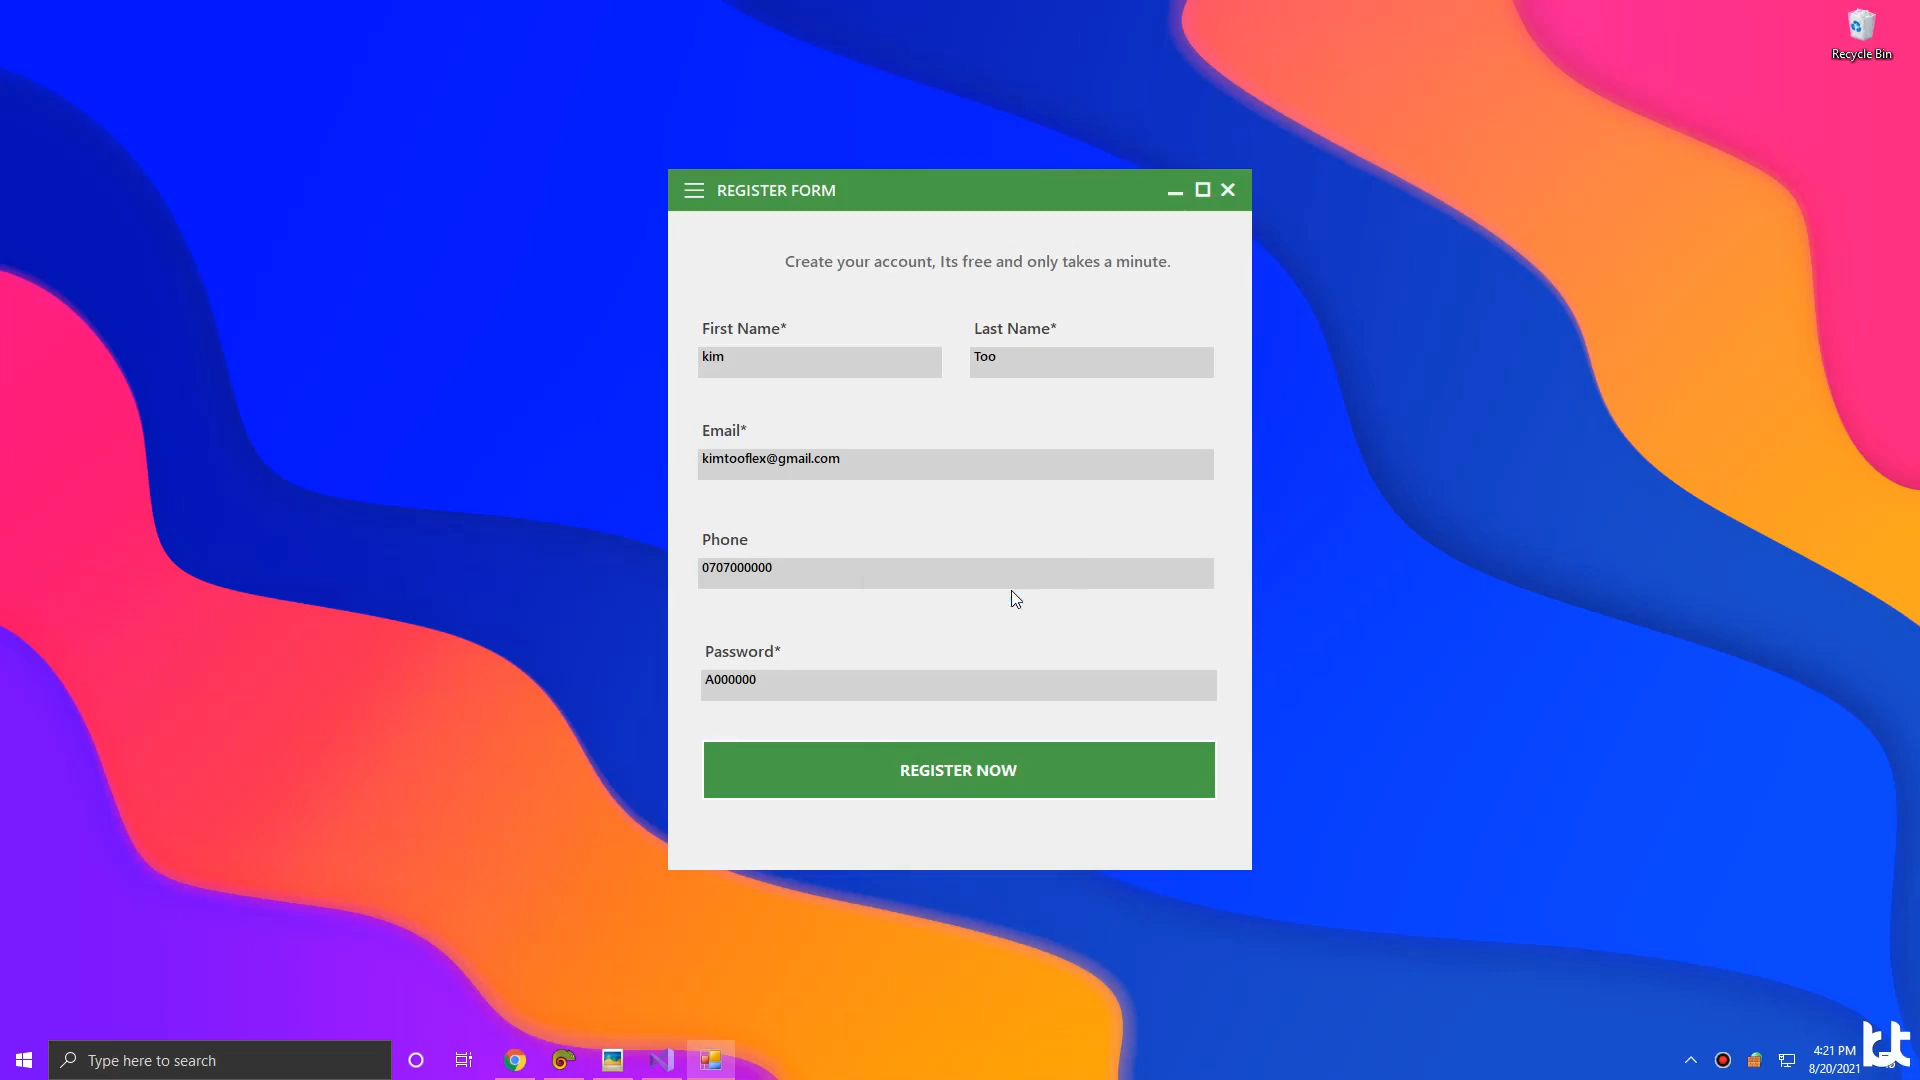 Recycle Bin
REGISTER FORM
Create your account, Its free and only takes a minute.
First Name* Last Name*
kim Too
Email*
kimtooflex@gmail.com
Phone
0707000000
Password*
A000000
REGISTER NOW
Type here to search
4:21 PM
8/20/2021